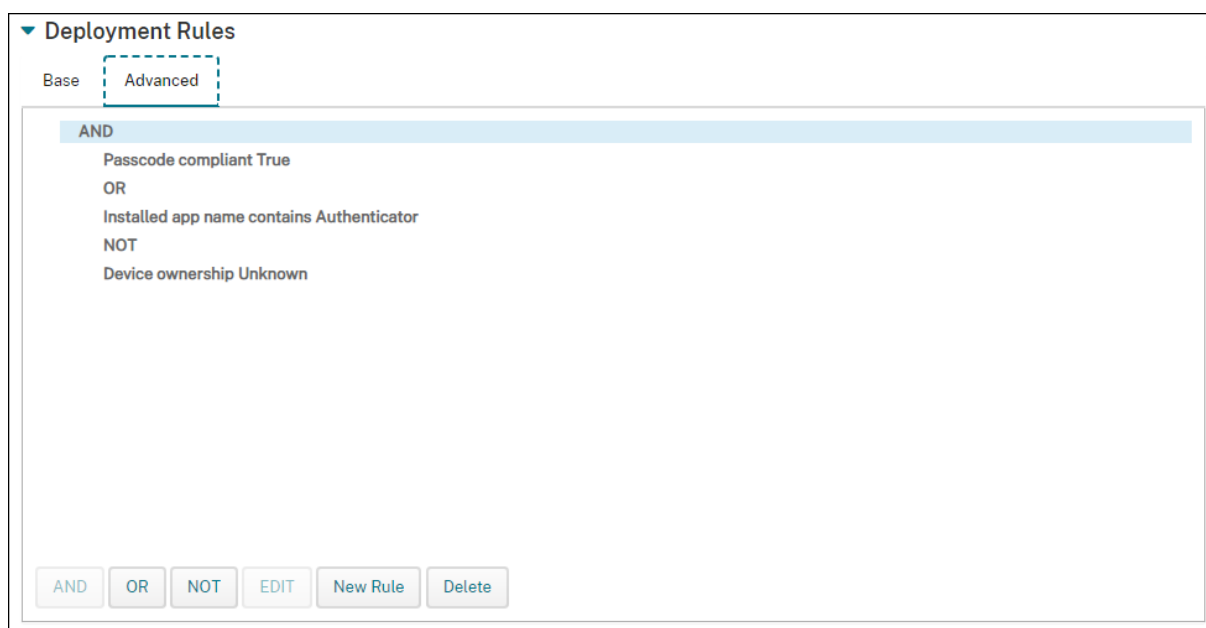 Deployment Rules
Base Advanced
AND
Passcode compliant True
OR
Installed app name contains Authenticator
NOT
Device ownership Unknown
AND OR NOT EDIT New Rule Delete